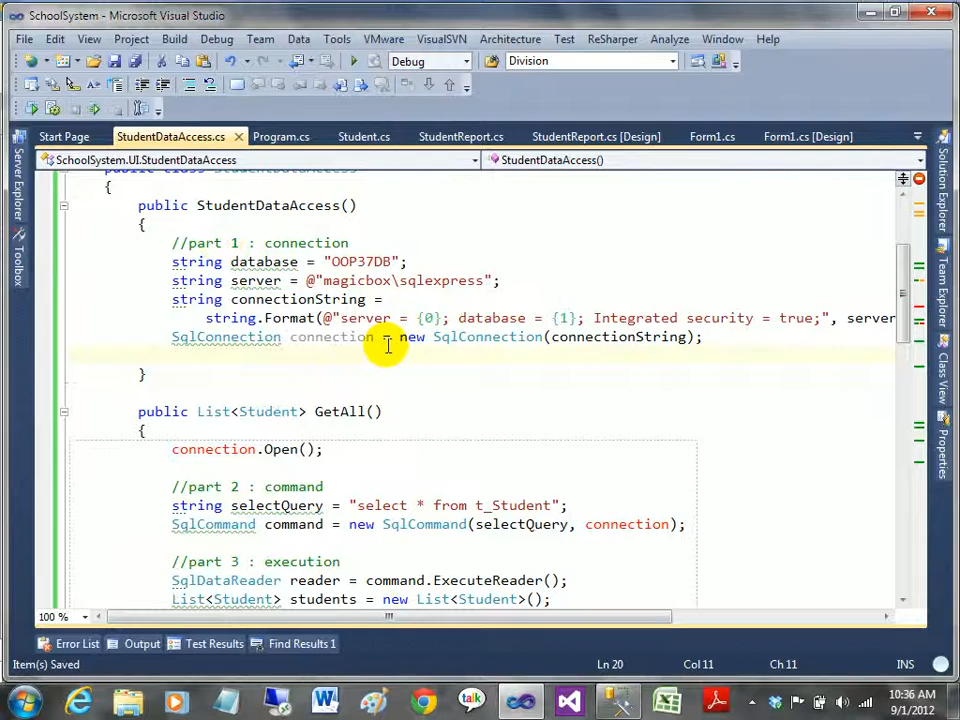 SchoolSystem - Microsoft Visual Studio
File Edit View Project Build Debug Team Data Tools VMware VisualSVN Architecture Test ReSharper Analyze Window Help
Debug Division
Start Page StudentDataAccess.cs Program.cs Student.cs StudentReport.cs StudentReport.cs [Design] Form1.cs Form1.cs [Design]
SchoolSystem.UI.StudentDataAccess StudentDataAccess()
public class StudentDataAccess
{
public StudentDataAccess()
{
//part 1 : connection
string database = "OOP37DB";
string server = @"magicbox\sqlexpress";
string connectionString =
string.Format(@"server = {0}; database = {1}; Integrated security = true;", server
SqlConnection connection = new SqlConnection(connectionString);
}
public List<Student> GetAll()
{
connection.Open();
//part 2 : command
string selectQuery = "select * from t_Student";
SqlCommand command = new SqlCommand(selectQuery, connection);
//part 3 : execution
SqlDataReader reader = command.ExecuteReader();
List<Student> students = new List<Student>();
100 %
Server Explorer
Toolbox
Solution Explorer
Team Explorer
Class View
Properties
Error List Output Test Results Find Results 1
Item(s) Saved Ln 20 Col 11 Ch 11 INS
talk
10:36 AM
9/1/2012